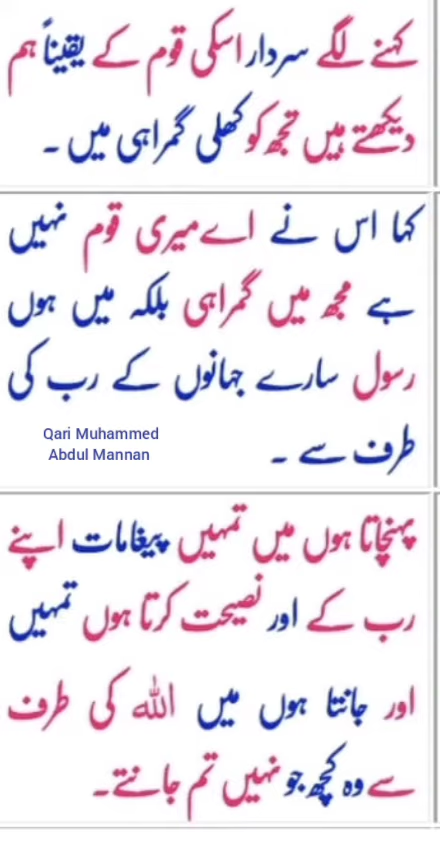 کہنے لگے سردار اسکی قوم کے یقیناً ہم
دیکھتے ہیں تجھ کو کھلی گمراہی میں ۔
کہا اس نے اے میری قوم نہیں
ہے مجھ میں گمراہی بلکہ میں ہوں
رسول سارے جہانوں کے رب کی
طرف سے ۔
Qari Muhammed
Abdul Mannan
پہنچاتا ہوں میں تمہیں پیغامات اپنے
رب کے اور نصیحت کرتا ہوں تمہیں
اور جانتا ہوں میں اللہ کی طرف
سے وہ کچھ جو نہیں تم جانتے۔